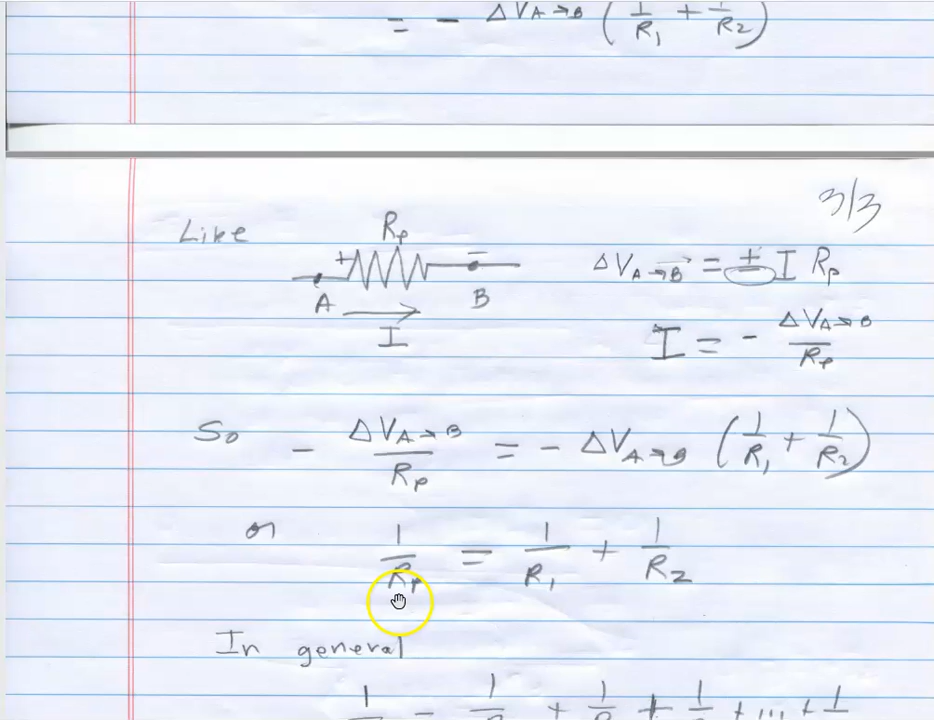 = - ΔV_A→B (1/R₁ + 1/R₂)
3/3
Like
R_P
+ −
A B
I
ΔV_A→B = ± I R_P
I = - ΔV_A→B / R_P
So - ΔV_A→B / R_P = - ΔV_A→B (1/R₁ + 1/R₂)
or 1/R_P = 1/R₁ + 1/R₂
In general